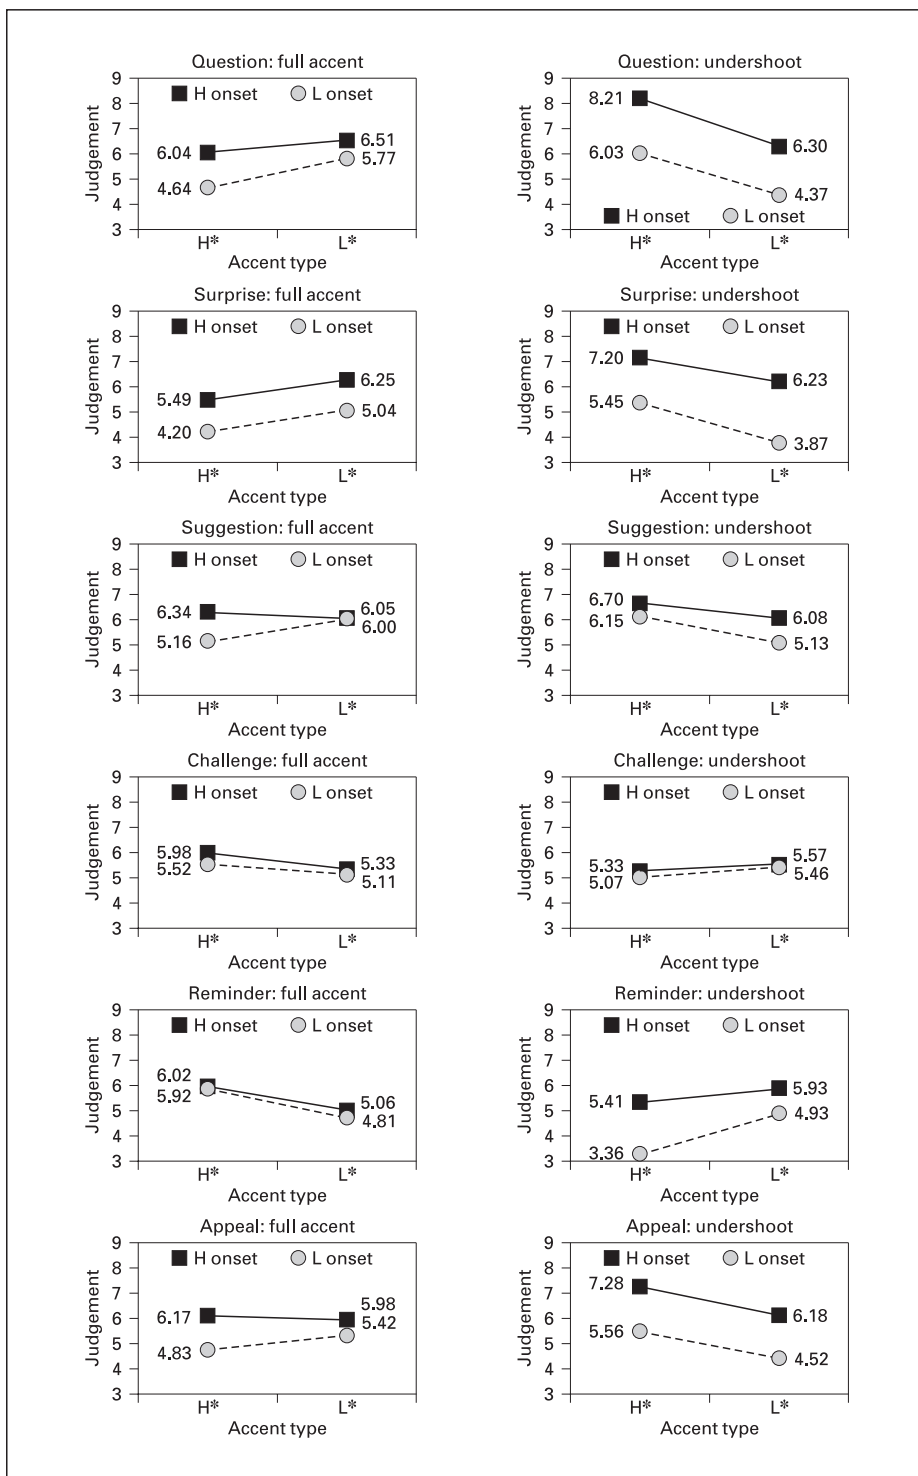 Question: full accent
Judgement
9
8
7
6
5
4
3
H onset
L onset
6.04
4.64
6.51
5.77
H*
L*
Accent type
Question: undershoot
Judgement
9
8
7
6
5
4
3
8.21
6.03
6.30
4.37
H onset
L onset
H*
L*
Accent type
Surprise: full accent
Judgement
9
8
7
6
5
4
3
H onset
L onset
5.49
4.20
6.25
5.04
H*
L*
Accent type
Surprise: undershoot
Judgement
9
8
7
6
5
4
3
H onset
L onset
7.20
5.45
6.23
3.87
H*
L*
Accent type
Suggestion: full accent
Judgement
9
8
7
6
5
4
3
H onset
L onset
6.34
5.16
6.05
6.00
H*
L*
Accent type
Suggestion: undershoot
Judgement
9
8
7
6
5
4
3
H onset
L onset
6.70
6.15
6.08
5.13
H*
L*
Accent type
Challenge: full accent
Judgement
9
8
7
6
5
4
3
H onset
L onset
5.98
5.52
5.33
5.11
H*
L*
Accent type
Challenge: undershoot
Judgement
9
8
7
6
5
4
3
H onset
L onset
5.33
5.07
5.57
5.46
H*
L*
Accent type
Reminder: full accent
Judgement
9
8
7
6
5
4
3
H onset
L onset
6.02
5.92
5.06
4.81
H*
L*
Accent type
Reminder: undershoot
Judgement
9
8
7
6
5
4
3
H onset
L onset
5.41
3.36
5.93
4.93
H*
L*
Accent type
Appeal: full accent
Judgement
9
8
7
6
5
4
3
H onset
L onset
6.17
4.83
5.98
5.42
H*
L*
Accent type
Appeal: undershoot
Judgement
9
8
7
6
5
4
3
H onset
L onset
7.28
5.56
6.18
4.52
H*
L*
Accent type